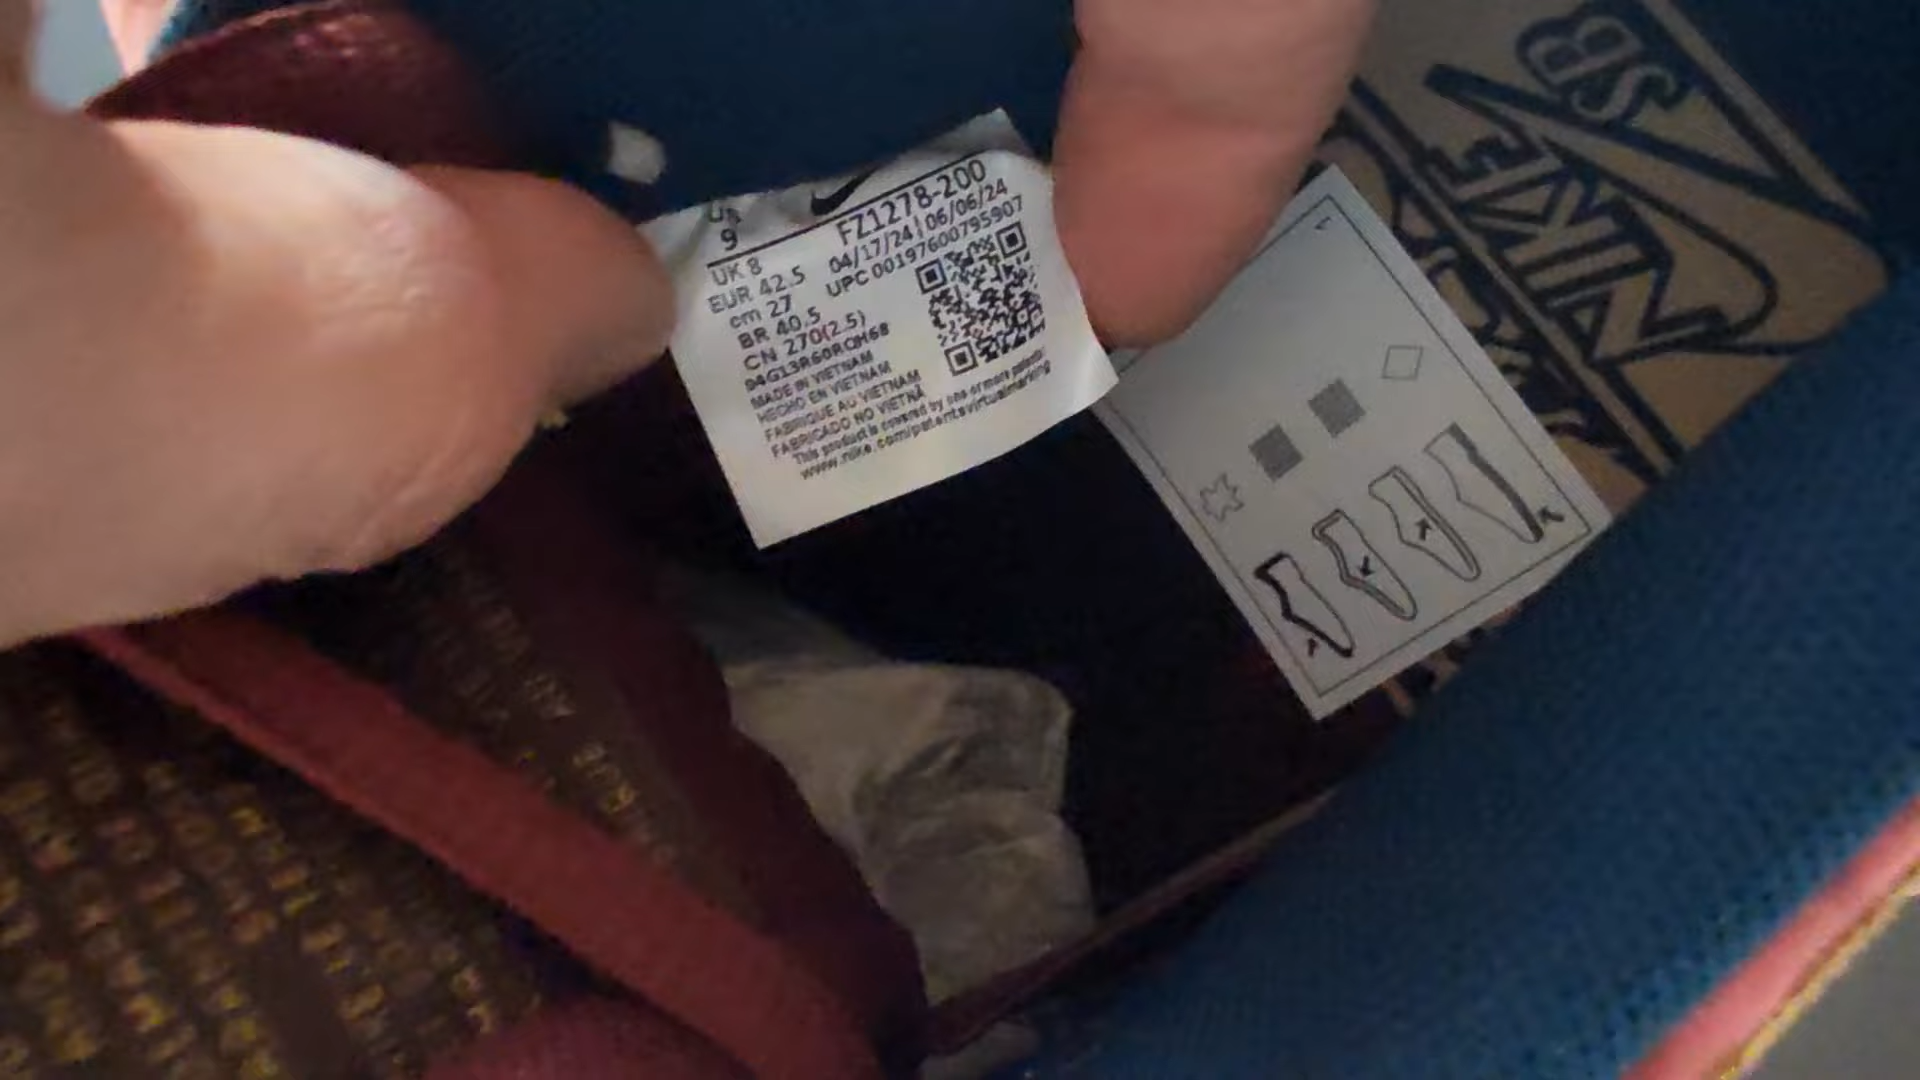 US
9
FZ1278-200
04/17/24 | 06/06/24
UPC 00197600795907
UK 8
EUR 42.5
cm 27
BR 40.5
CN 270(2.5)
MADE IN VIETNAM
HECHO EN VIETNAM
FABRIQUE AU VIETNAM
FABRICADO NO VIETNÃ
This product is covered by one or more patents:
www.nike.com/patentsvirtualmarking
NIKE
SB